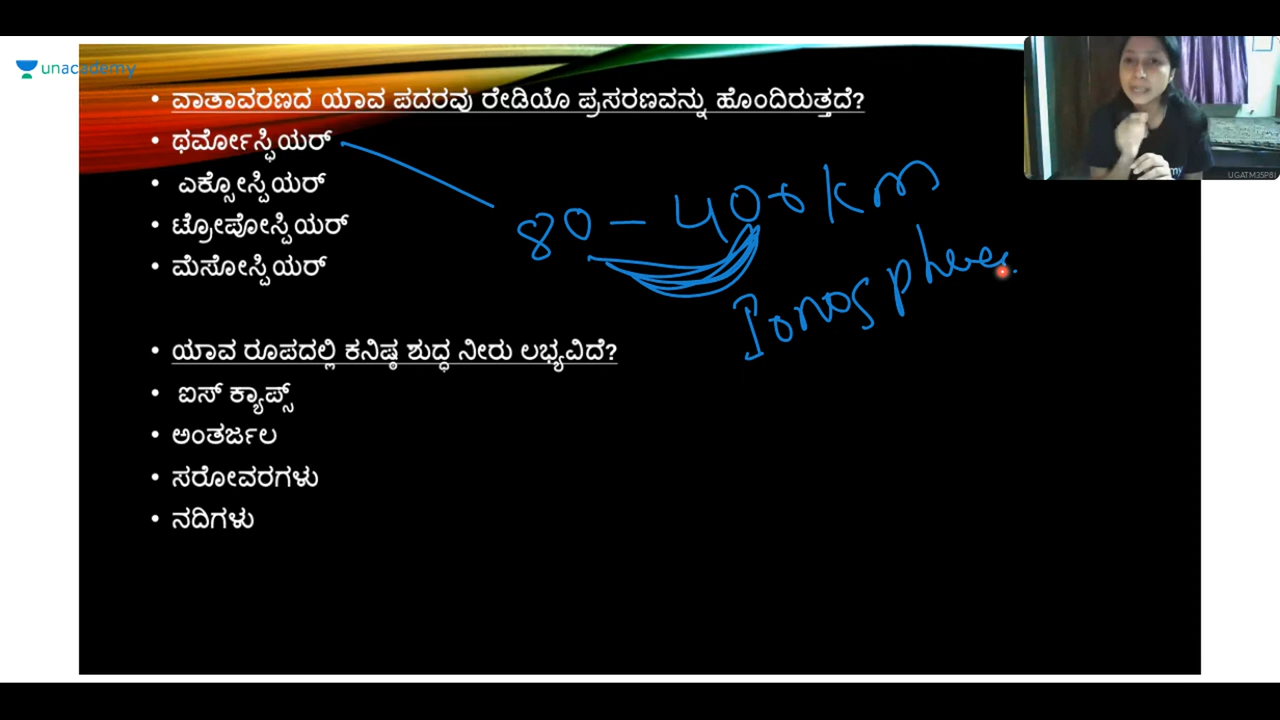 unacademy
• ವಾತಾವರಣದ ಯಾವ ಪದರವು ರೇಡಿಯೊ ಪ್ರಸರಣವನ್ನು ಹೊಂದಿರುತ್ತದೆ?
• ಥರ್ಮೋಸ್ಫಿಯರ್
• ಎಕ್ಸೋಸ್ಪಿಯರ್
• ಟ್ರೋಪೋಸ್ಪಿಯರ್
• ಮೆಸೋಸ್ಪಿಯರ್
80 – 400 km
Ionosphere
• ಯಾವ ರೂಪದಲ್ಲಿ ಕನಿಷ್ಠ ಶುದ್ಧ ನೀರು ಲಭ್ಯವಿದೆ?
• ಐಸ್ ಕ್ಯಾಪ್ಸ್
• ಅಂತರ್ಜಲ
• ಸರೋವರಗಳು
• ನದಿಗಳು
UGATM35P8I